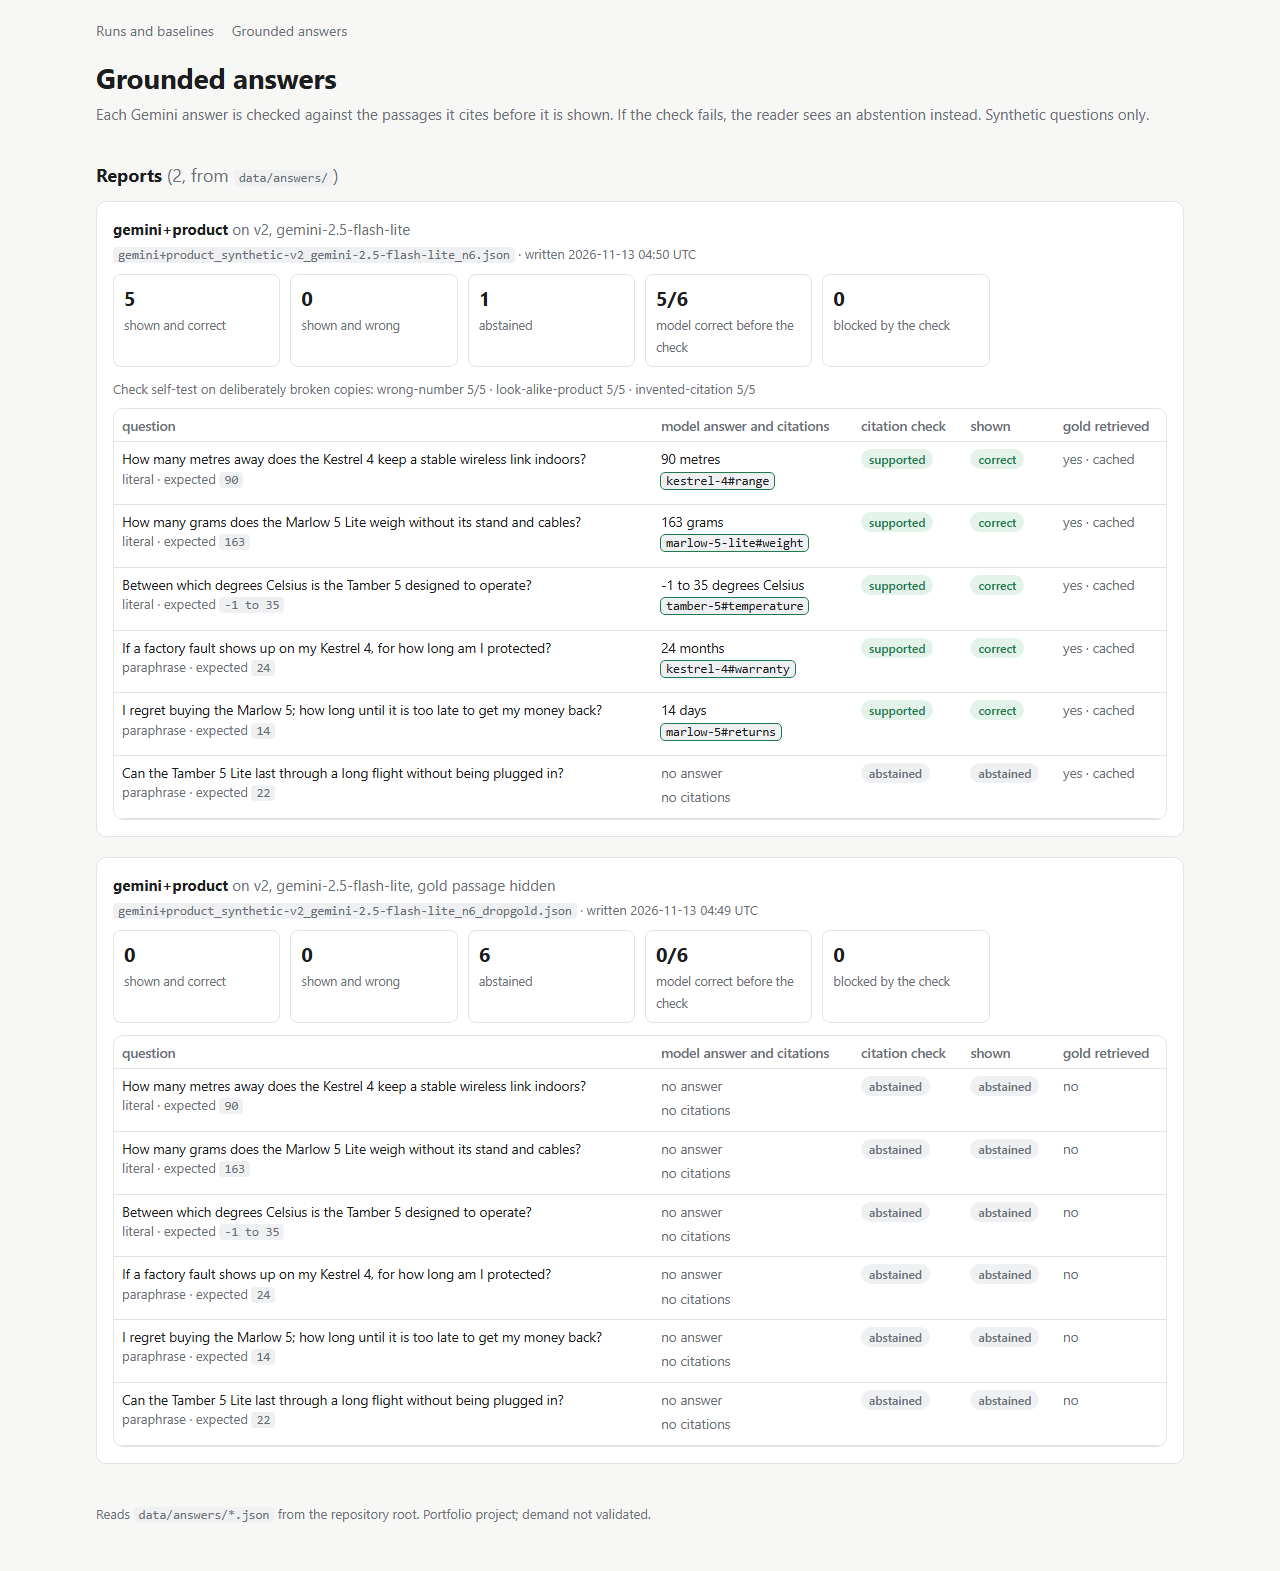 Runs and baselines Grounded answers
Grounded answers
Each Gemini answer is checked against the passages it cites before it is shown. If the check fails, the reader sees an abstention instead. Synthetic questions only.
Reports (2, from data/answers/ )
gemini+product on v2, gemini-2.5-flash-lite
gemini+product_synthetic-v2_gemini-2.5-flash-lite_n6.json · written 2026-11-13 04:50 UTC
5 0 1 5/6 0
shown and correct shown and wrong abstained model correct before the blocked by the check
check
Check self-test on deliberately broken copies: wrong-number 5/5 · look-alike-product 5/5 · invented-citation 5/5
question model answer and citations citation check shown gold retrieved
How many metres away does the Kestrel 4 keep a stable wireless link indoors? 90 metres supported correct yes · cached
literal · expected 90 kestrel-4#range
How many grams does the Marlow 5 Lite weigh without its stand and cables? 163 grams supported correct yes · cached
literal · expected 163 marlow-5-lite#weight
Between which degrees Celsius is the Tamber 5 designed to operate? -1 to 35 degrees Celsius supported correct yes · cached
literal · expected -1 to 35 tamber-5#temperature
If a factory fault shows up on my Kestrel 4, for how long am I protected? 24 months supported correct yes · cached
paraphrase · expected 24 kestrel-4#warranty
I regret buying the Marlow 5; how long until it is too late to get my money back? 14 days supported correct yes · cached
paraphrase · expected 14 marlow-5#returns
Can the Tamber 5 Lite last through a long flight without being plugged in? no answer abstained abstained yes · cached
paraphrase · expected 22 no citations
gemini+product on v2, gemini-2.5-flash-lite, gold passage hidden
gemini+product_synthetic-v2_gemini-2.5-flash-lite_n6_dropgold.json · written 2026-11-13 04:49 UTC
0 0 6 0/6 0
shown and correct shown and wrong abstained model correct before the blocked by the check
check
question model answer and citations citation check shown gold retrieved
How many metres away does the Kestrel 4 keep a stable wireless link indoors? no answer abstained abstained no
literal · expected 90 no citations
How many grams does the Marlow 5 Lite weigh without its stand and cables? no answer abstained abstained no
literal · expected 163 no citations
Between which degrees Celsius is the Tamber 5 designed to operate? no answer abstained abstained no
literal · expected -1 to 35 no citations
If a factory fault shows up on my Kestrel 4, for how long am I protected? no answer abstained abstained no
paraphrase · expected 24 no citations
I regret buying the Marlow 5; how long until it is too late to get my money back? no answer abstained abstained no
paraphrase · expected 14 no citations
Can the Tamber 5 Lite last through a long flight without being plugged in? no answer abstained abstained no
paraphrase · expected 22 no citations
Reads data/answers/*.json from the repository root. Portfolio project; demand not validated.